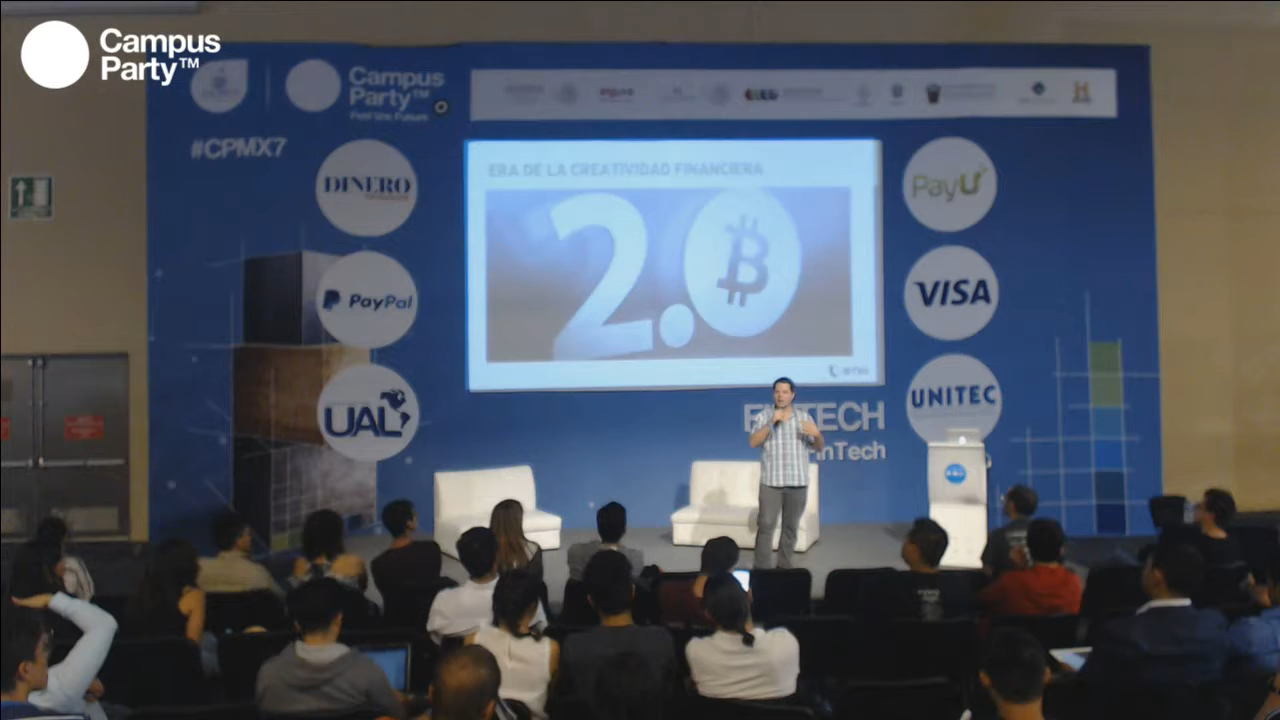 Campus
Party™
Campus
Party™
Feel the Future
#CPMX7
DINERO
PayPal
UAL
ERA DE LA CREATIVIDAD FINANCIERA
2.0
PayU
VISA
UNITEC
TECH
FinTech